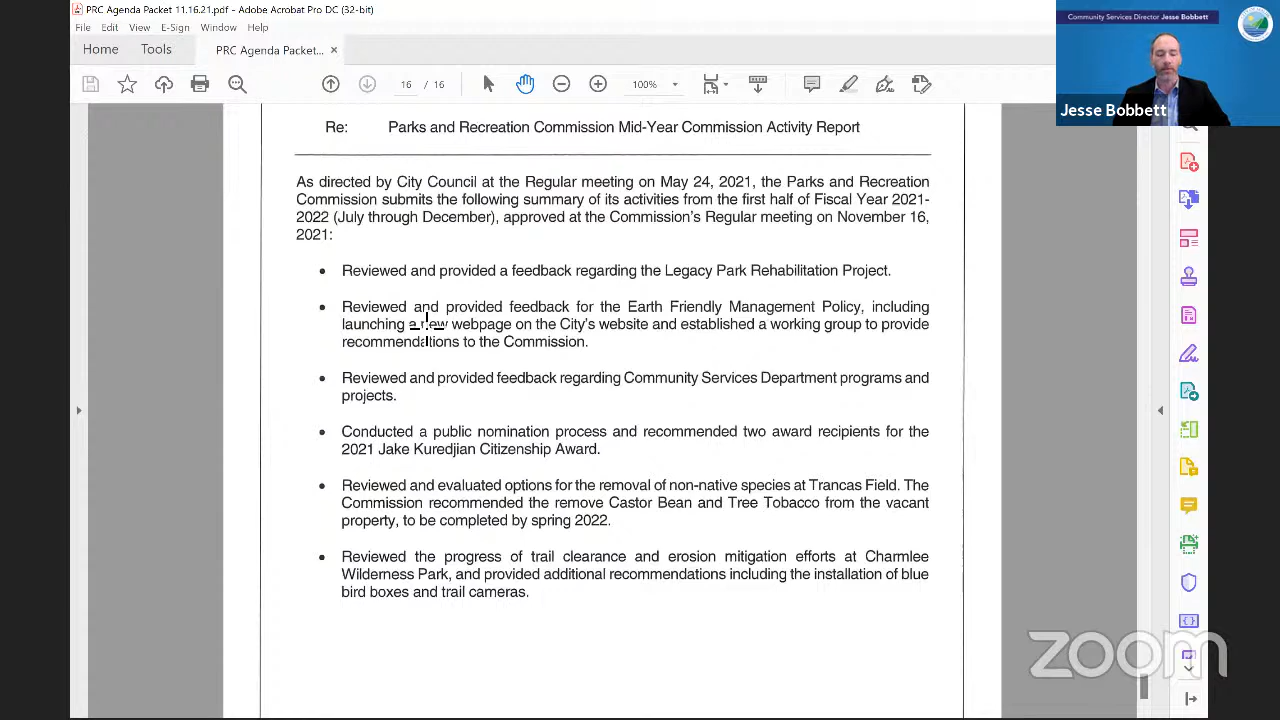 PRC Agenda Packet 11.16.21.pdf - Adobe Acrobat Pro DC (32-bit)
File Edit View E-Sign Window Help
Home Tools PRC Agenda Packet... ×
16 / 16 100%
Community Services Director Jesse Bobbett
Jesse Bobbett
Re: Parks and Recreation Commission Mid-Year Commission Activity Report
As directed by City Council at the Regular meeting on May 24, 2021, the Parks and Recreation
Commission submits the following summary of its activities from the first half of Fiscal Year 2021-
2022 (July through December), approved at the Commission's Regular meeting on November 16,
2021:
• Reviewed and provided a feedback regarding the Legacy Park Rehabilitation Project.
• Reviewed and provided feedback for the Earth Friendly Management Policy, including
launching a new webpage on the City's website and established a working group to provide
recommendations to the Commission.
• Reviewed and provided feedback regarding Community Services Department programs and
projects.
• Conducted a public nomination process and recommended two award recipients for the
2021 Jake Kuredjian Citizenship Award.
• Reviewed and evaluated options for the removal of non-native species at Trancas Field. The
Commission recommended the remove Castor Bean and Tree Tobacco from the vacant
property, to be completed by spring 2022.
• Reviewed the progress of trail clearance and erosion mitigation efforts at Charmlee
Wilderness Park, and provided additional recommendations including the installation of blue
bird boxes and trail cameras.
zoom